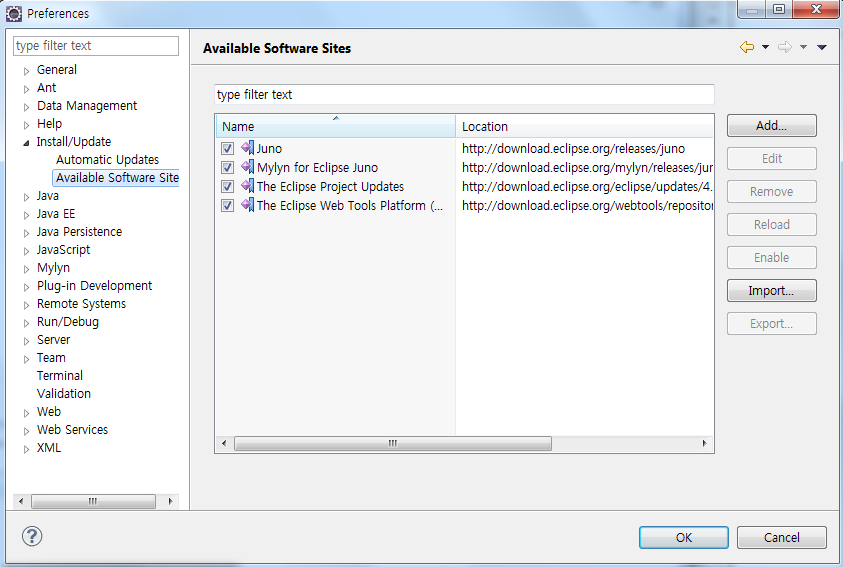 Preferences
type filter text
General
Ant
Data Management
Help
Install/Update
Automatic Updates
Available Software Site
Java
Java EE
Java Persistence
JavaScript
Mylyn
Plug-in Development
Remote Systems
Run/Debug
Server
Team
Terminal
Validation
Web
Web Services
XML
Available Software Sites
type filter text
Name Location
Juno http://download.eclipse.org/releases/juno
Mylyn for Eclipse Juno http://download.eclipse.org/mylyn/releases/jur
The Eclipse Project Updates http://download.eclipse.org/eclipse/updates/4.
The Eclipse Web Tools Platform (... http://download.eclipse.org/webtools/repositor
Add...
Edit
Remove
Reload
Enable
Import...
Export...
?
OK Cancel